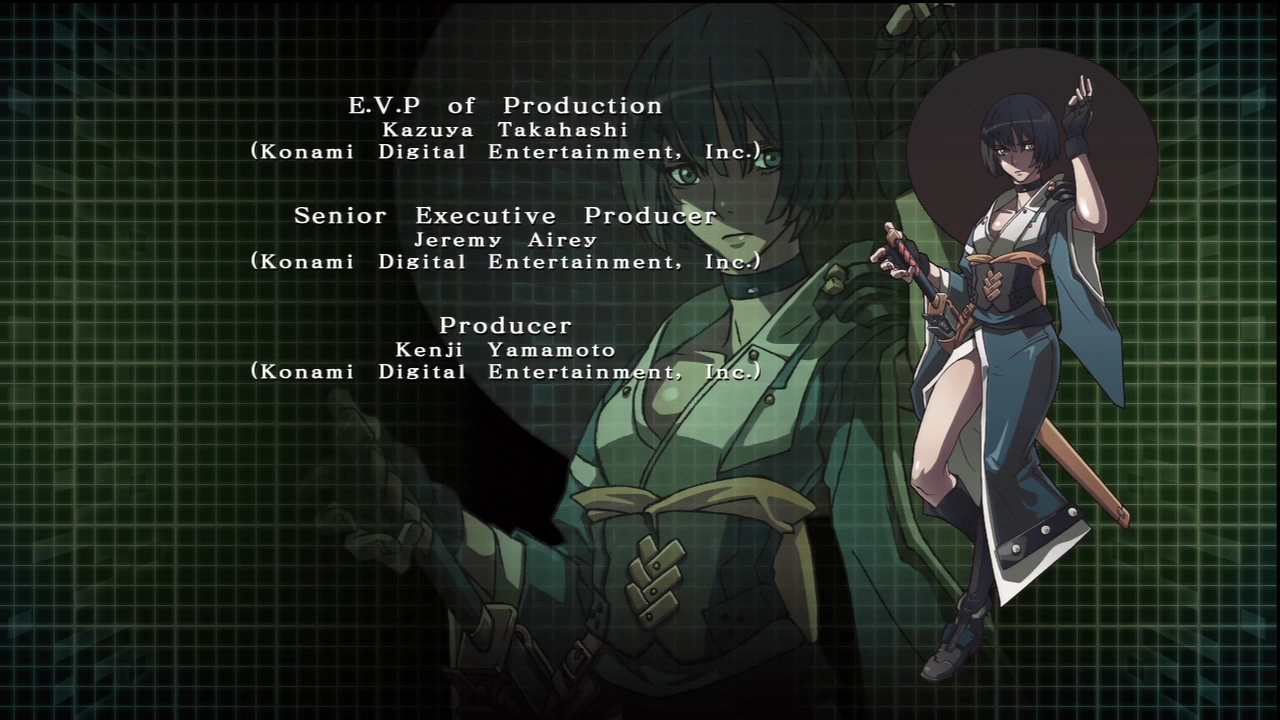 E.V.P of Production
Kazuya Takahashi
(Konami Digital Entertainment, Inc.)
Senior Executive Producer
Jeremy Airey
(Konami Digital Entertainment, Inc.)
Producer
Kenji Yamamoto
(Konami Digital Entertainment, Inc.)